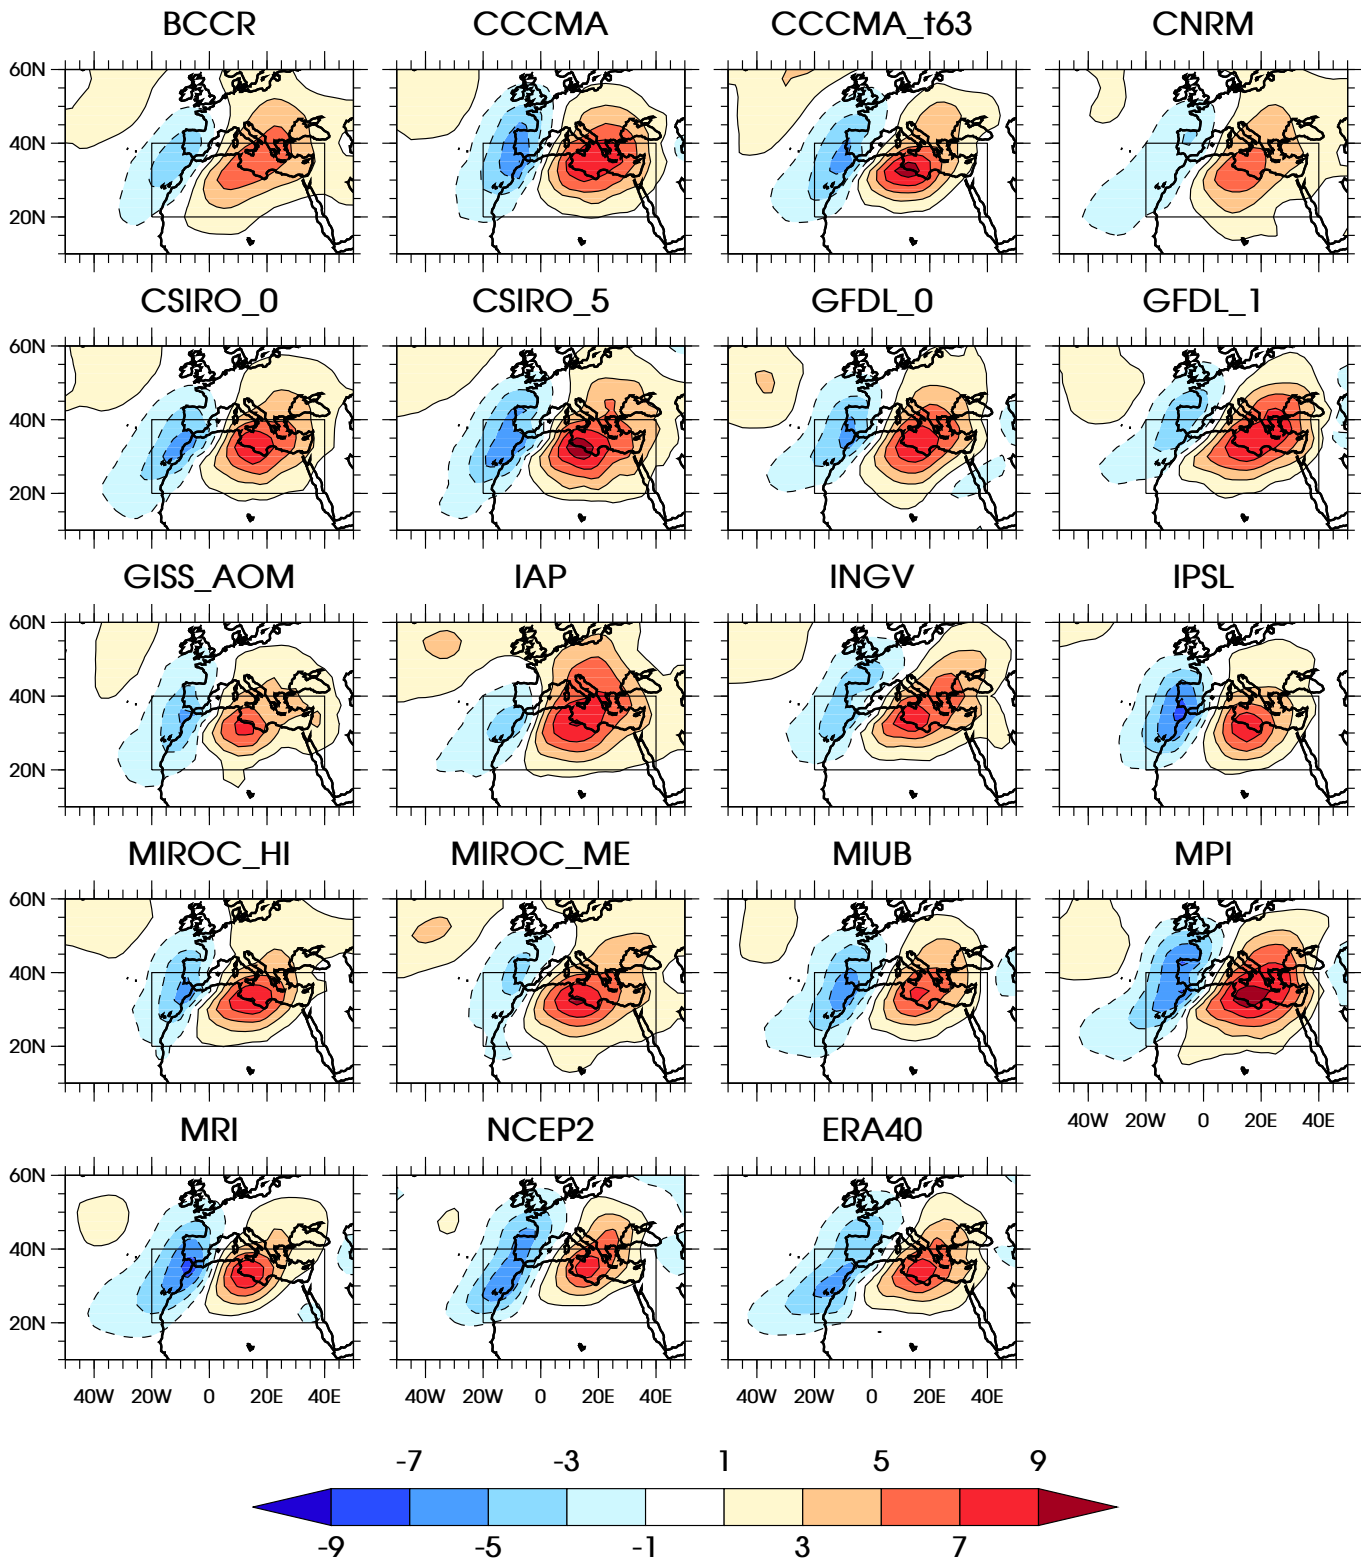 BCCR CCCMA CCCMA_t63 CNRM
60N
40N
20N
CSIRO_0 CSIRO_5 GFDL_0 GFDL_1
60N
40N
20N
GISS_AOM IAP INGV IPSL
60N
40N
20N
MIROC_HI MIROC_ME MIUB MPI
60N
40N
20N
40W 20W 0 20E 40E
MRI NCEP2 ERA40
60N
40N
20N
40W 20W 0 20E 40E 40W 20W 0 20E 40E 40W 20W 0 20E 40E
-7 -3 1 5 9
-9 -5 -1 3 7